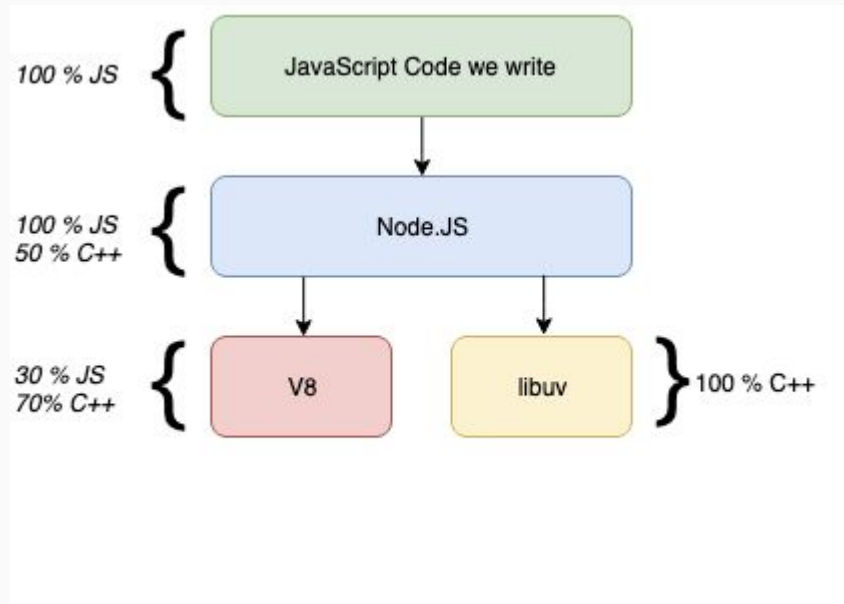 100 % JS
JavaScript Code we write
100 % JS
50 % C++
Node.JS
30 % JS
70% C++
V8
libuv
100 % C++